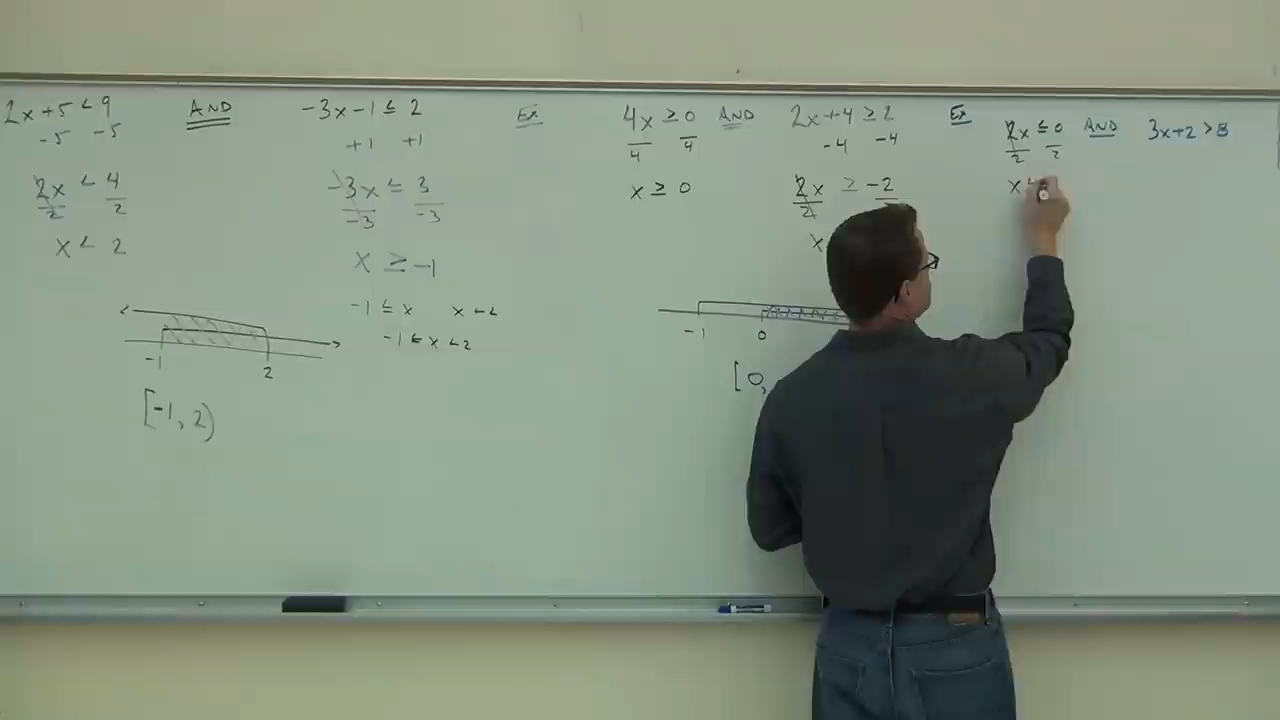 2x+5 < 9 AND -3x-1 ≤ 2
-5 -5 +1 +1
2x < 4 -3x ≤ 3
2 2 -3 -3
x < 2 x ≥ -1
-1 ≤ x x < 2
-1 ≤ x < 2
-1 2
[-1, 2)
Ex 4x ≥ 0 AND 2x+4 ≥ 2
4 4 -4 -4
x ≥ 0 2x ≥ -2
2
x
-1 0
[0,
Ex 2x ≤ 0 AND 3x+2 > 8
2 2
x